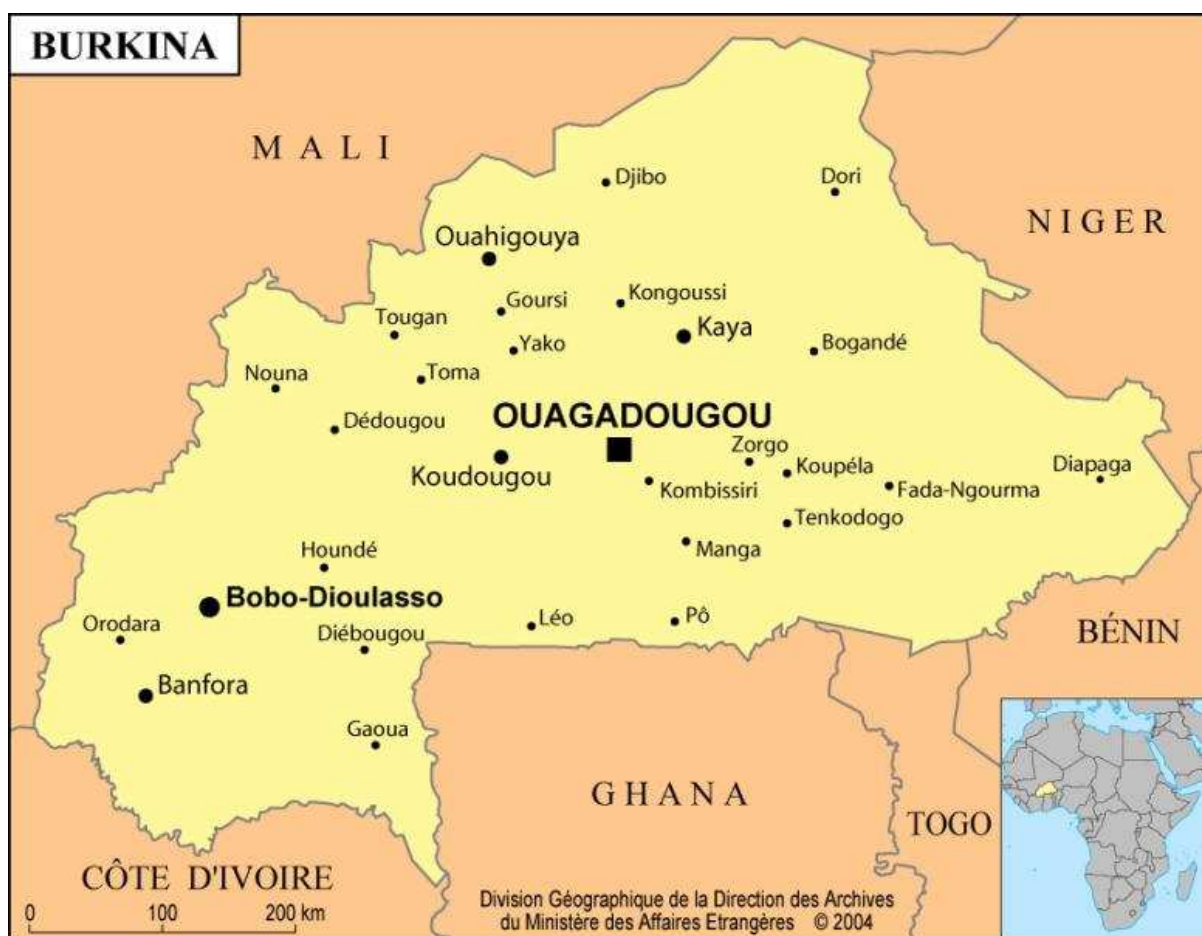 BURKINA
MALI
Djibo
Dori
NIGER
Ouahigouya
Goursi
Kongoussi
Tougan
Kaya
Yako
Bogandé
Nouna
Toma
OUAGADOUGOU
Dédougou
Zorgo
Koudougou
Koupéla
Diapaga
Kombissiri
Fada-Ngourma
Tenkodogo
Manga
Houndé
Bobo-Dioulasso
Orodara
Diébougou
Léo
Pô
BÉNIN
Banfora
Gaoua
GHANA
TOGO
CÔTE D'IVOIRE
0 100 200 km
Division Géographique de la Direction des Archives
du Ministère des Affaires Etrangères © 2004